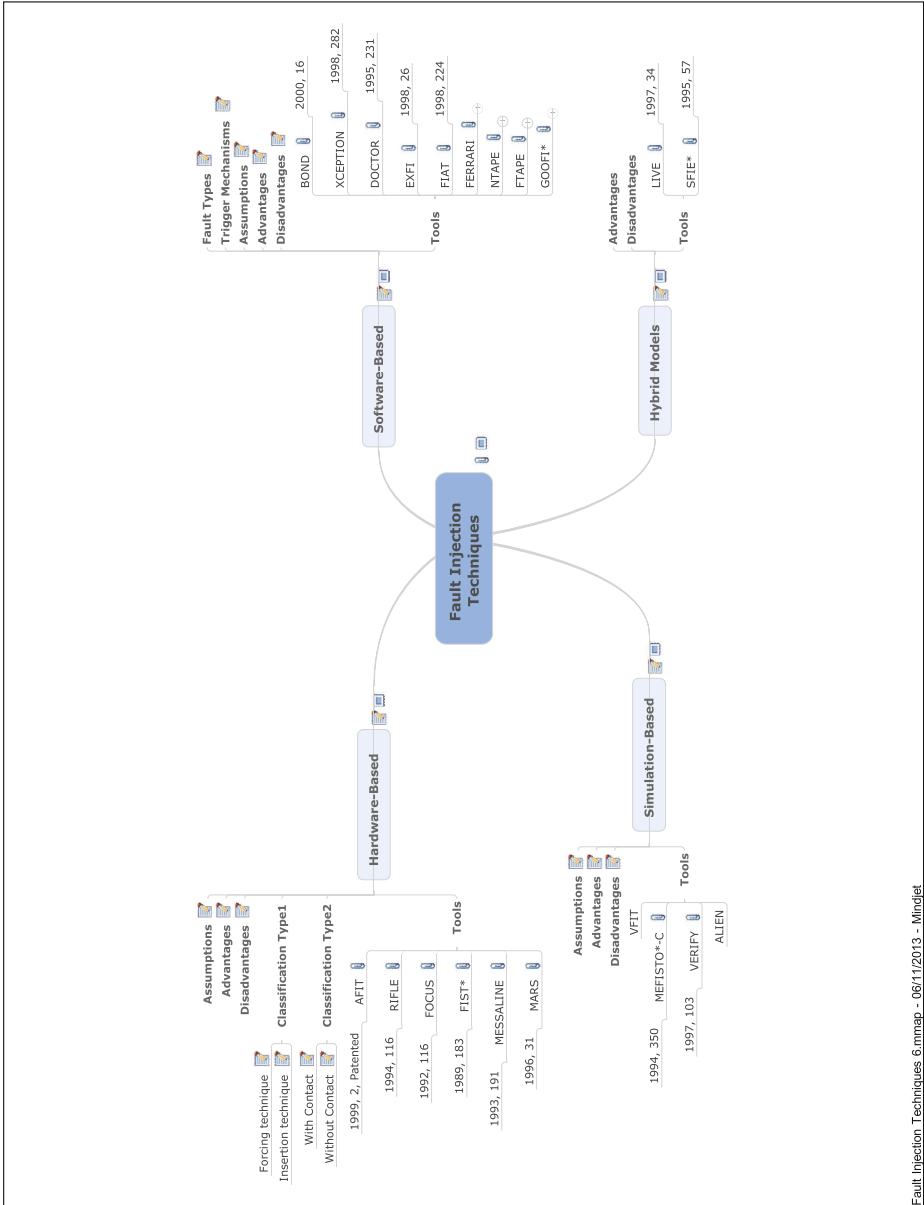 Fault Injection
Techniques
Hardware-Based
Assumptions
Advantages
Disadvantages
Classification Type1
Forcing technique
Insertion technique
Classification Type2
With Contact
Without Contact
Tools
AFIT
1999, 2, Patented
RIFLE
1994, 116
FOCUS
1992, 116
FIST*
1989, 183
MESSALINE
1993, 191
MARS
1996, 31
Software-Based
Fault Types
Trigger Mechanisms
Assumptions
Advantages
Disadvantages
Tools
BOND
2000, 16
XCEPTION
1998, 282
DOCTOR
1995, 231
EXFI
1998, 26
FIAT
1998, 224
FERRARI
NTAPE
FTAPE
GOOFI*
Simulation-Based
Assumptions
Advantages
Disadvantages
Tools
VFIT
MEFISTO*-C
1994, 350
VERIFY
1997, 103
ALIEN
Hybrid Models
Advantages
Disadvantages
Tools
LIVE
1997, 34
SFIE*
1995, 57
Fault Injection Techniques 6.mmap - 06/11/2013 - Mindjet